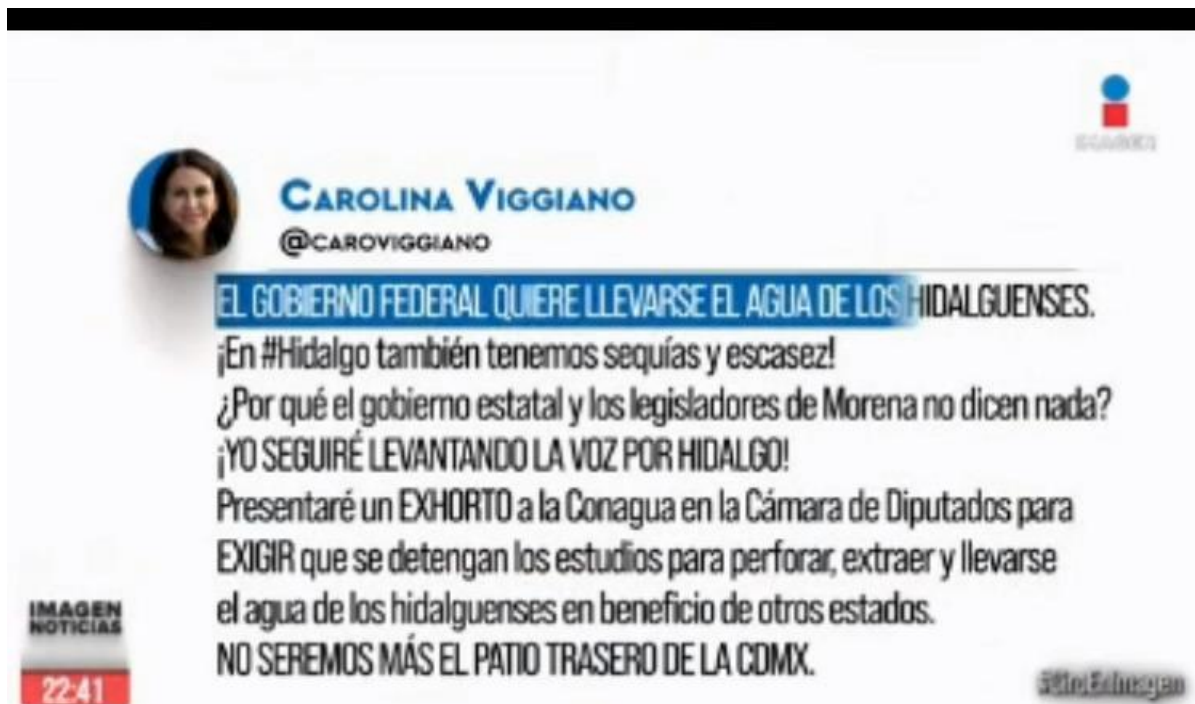 IMAGEN
CAROLINA VIGGIANO
@CAROVIGGIANO
EL GOBIERNO FEDERAL QUIERE LLEVARSE EL AGUA DE LOS HIDALGUENSES.
¡En #Hidalgo también tenemos sequías y escasez!
¿Por qué el gobierno estatal y los legisladores de Morena no dicen nada?
¡YO SEGUIRÉ LEVANTANDO LA VOZ POR HIDALGO!
Presentaré un EXHORTO a la Conagua en la Cámara de Diputados para
EXIGIR que se detengan los estudios para perforar, extraer y llevarse
el agua de los hidalguenses en beneficio de otros estados.
NO SEREMOS MÁS EL PATIO TRASERO DE LA CDMX.
IMAGEN
NOTICIAS
22:41
#CiroEnImagen